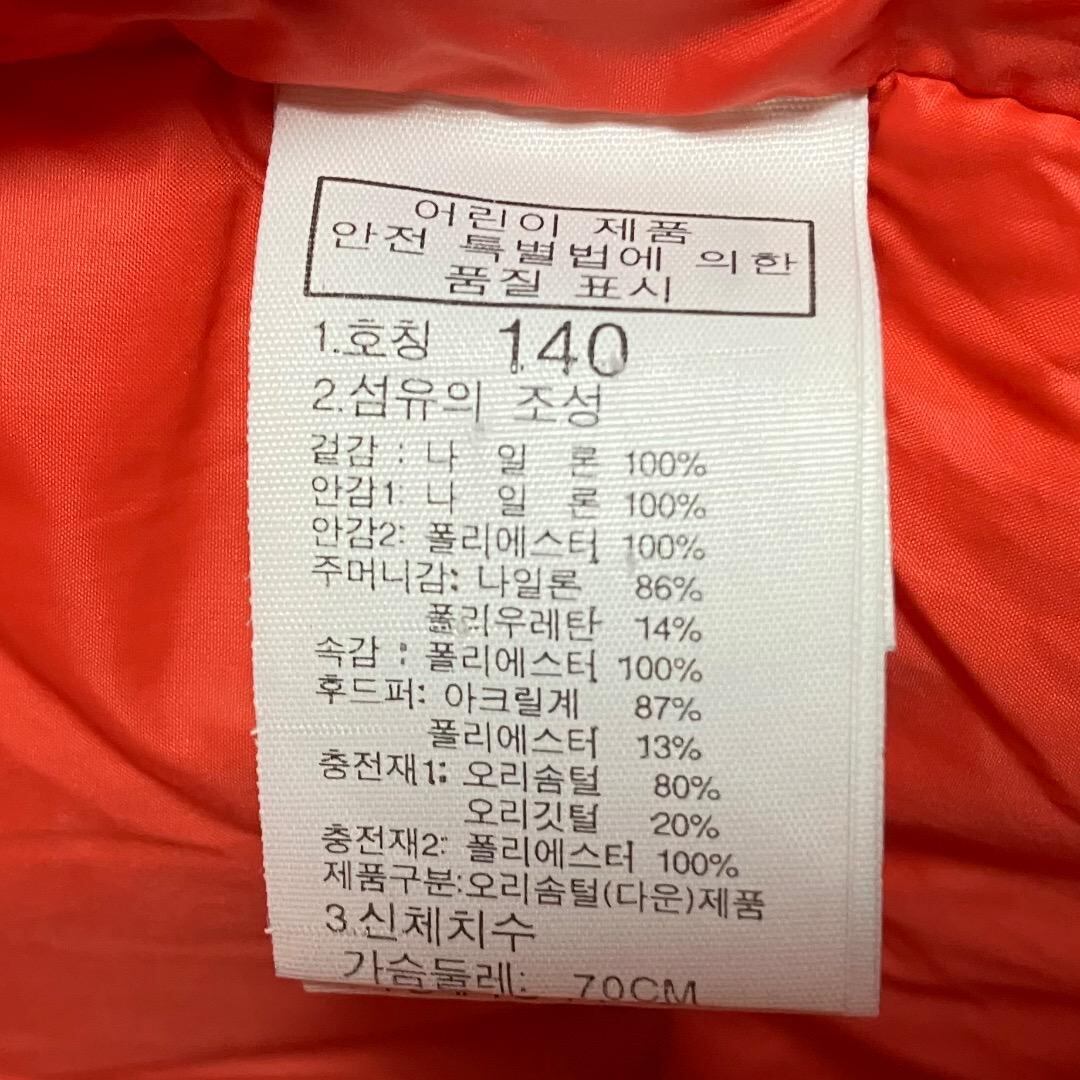 어린이 제품
안전 특별법에 의한
품질 표시
1.호칭 140
2.섬유의 조성
겉감 : 나 일 론 100%
안감1: 나 일 론 100%
안감2: 폴리에스터 100%
주머니감: 나일론 86%
폴리우레탄 14%
속감 : 폴리에스터 100%
후드퍼: 아크릴계 87%
폴리에스터 13%
충전재1: 오리솜털 80%
오리깃털 20%
충전재2: 폴리에스터 100%
제품구분:오리솜털(다운)제품
3.신체치수
가슴둘레: 70CM